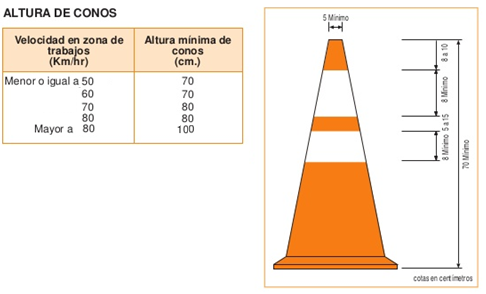 ALTURA DE CONOS
Velocidad en zona de trabajos (Km/hr)
Altura mínima de conos (cm.)
Menor o igual a 50 70
60 70
70 80
80 80
Mayor a 80 100
5 Mínimo
8 a 10
8 Mínimo
5 a 15
8 Mínimo
70 Mínimo
cotas en centímetros